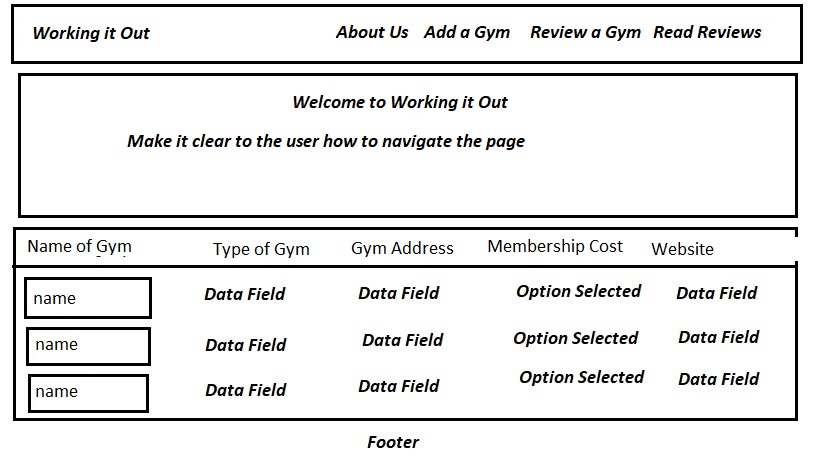 Working it Out About Us Add a Gym Review a Gym Read Reviews
Welcome to Working it Out
Make it clear to the user how to navigate the page
Name of Gym Type of Gym Gym Address Membership Cost Website
name Data Field Data Field Option Selected Data Field
name Data Field Data Field Option Selected Data Field
name Data Field Data Field Option Selected Data Field
Footer